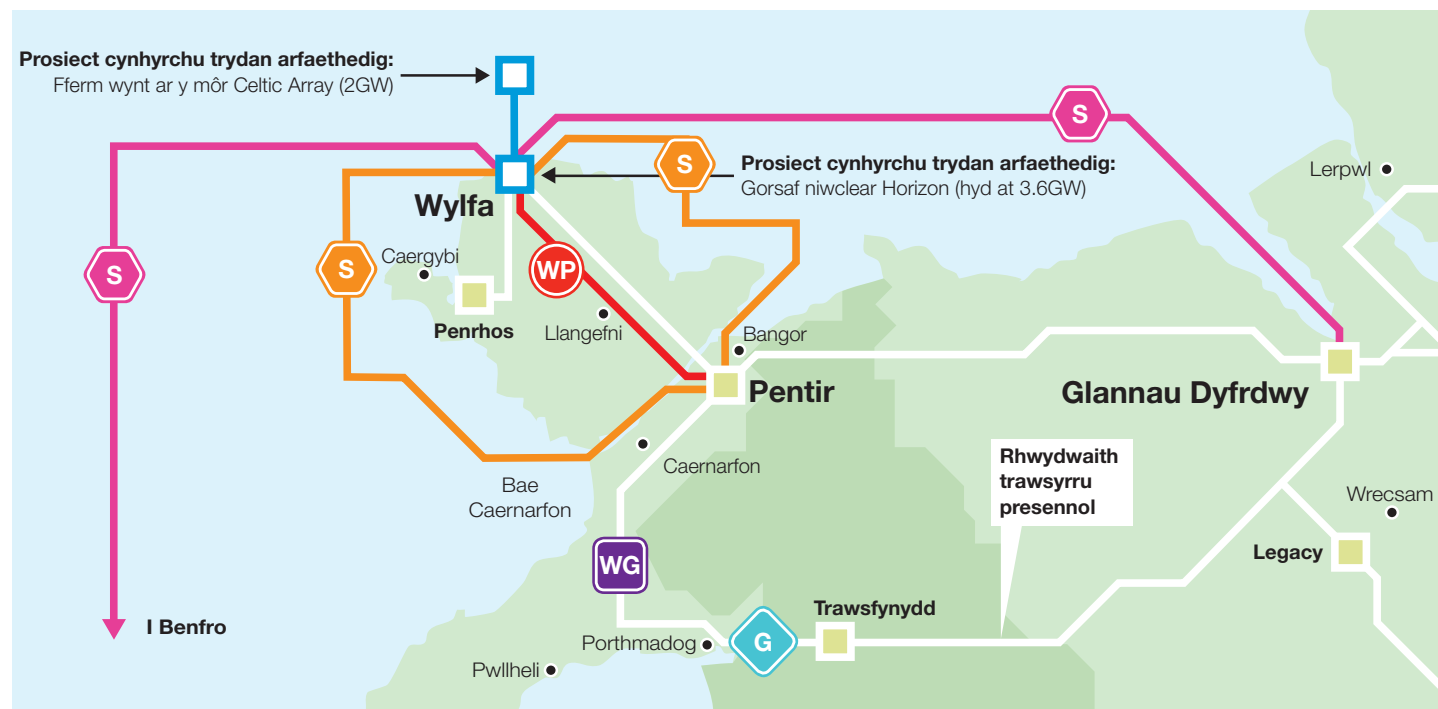 Prosiect cynhyrchu trydan arfaethedig:
Fferm wynt ar y môr Celtic Array (2GW)
S
S
Prosiect cynhyrchu trydan arfaethedig:
Gorsaf niwclear Horizon (hyd at 3.6GW)
Lerpwl
Wylfa
Caergybi
S
S
WP
Penrhos
Llangefni
Bangor
Pentir
Glannau Dyfrdwy
Caernarfon
Rhwydwaith
trawsyrru
presennol
Bae
Caernarfon
Wrecsam
Legacy
WG
Trawsfynydd
I Benfro
Porthmadog
G
Pwllheli